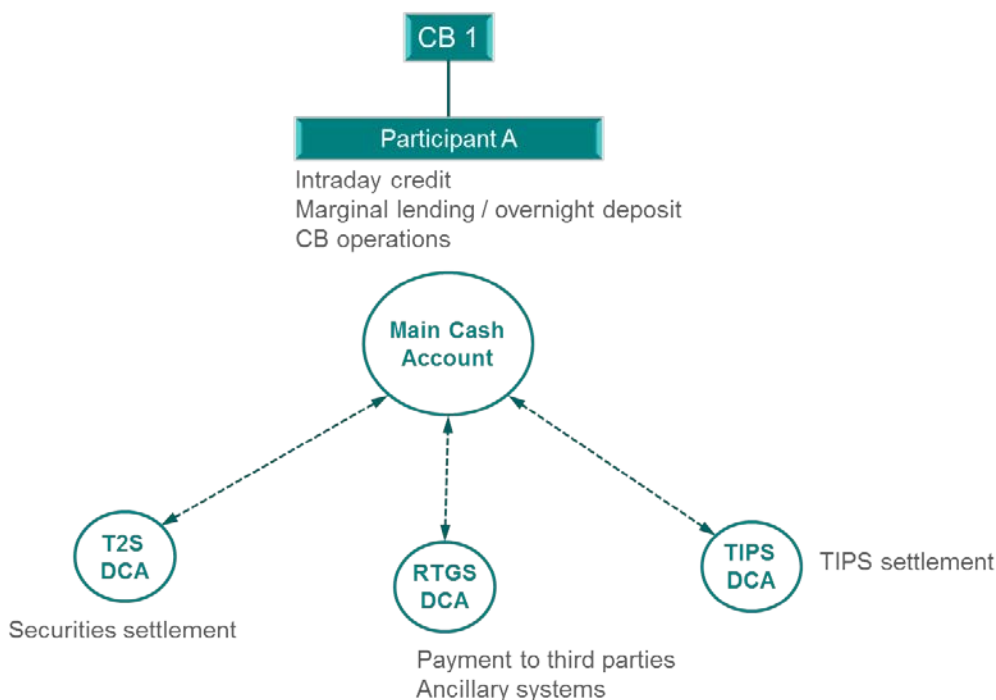 CB 1
Participant A
Intraday credit
Marginal lending / overnight deposit
CB operations
Main Cash
Account
T2S
DCA
Securities settlement
RTGS
DCA
Payment to third parties
Ancillary systems
TIPS
DCA
TIPS settlement